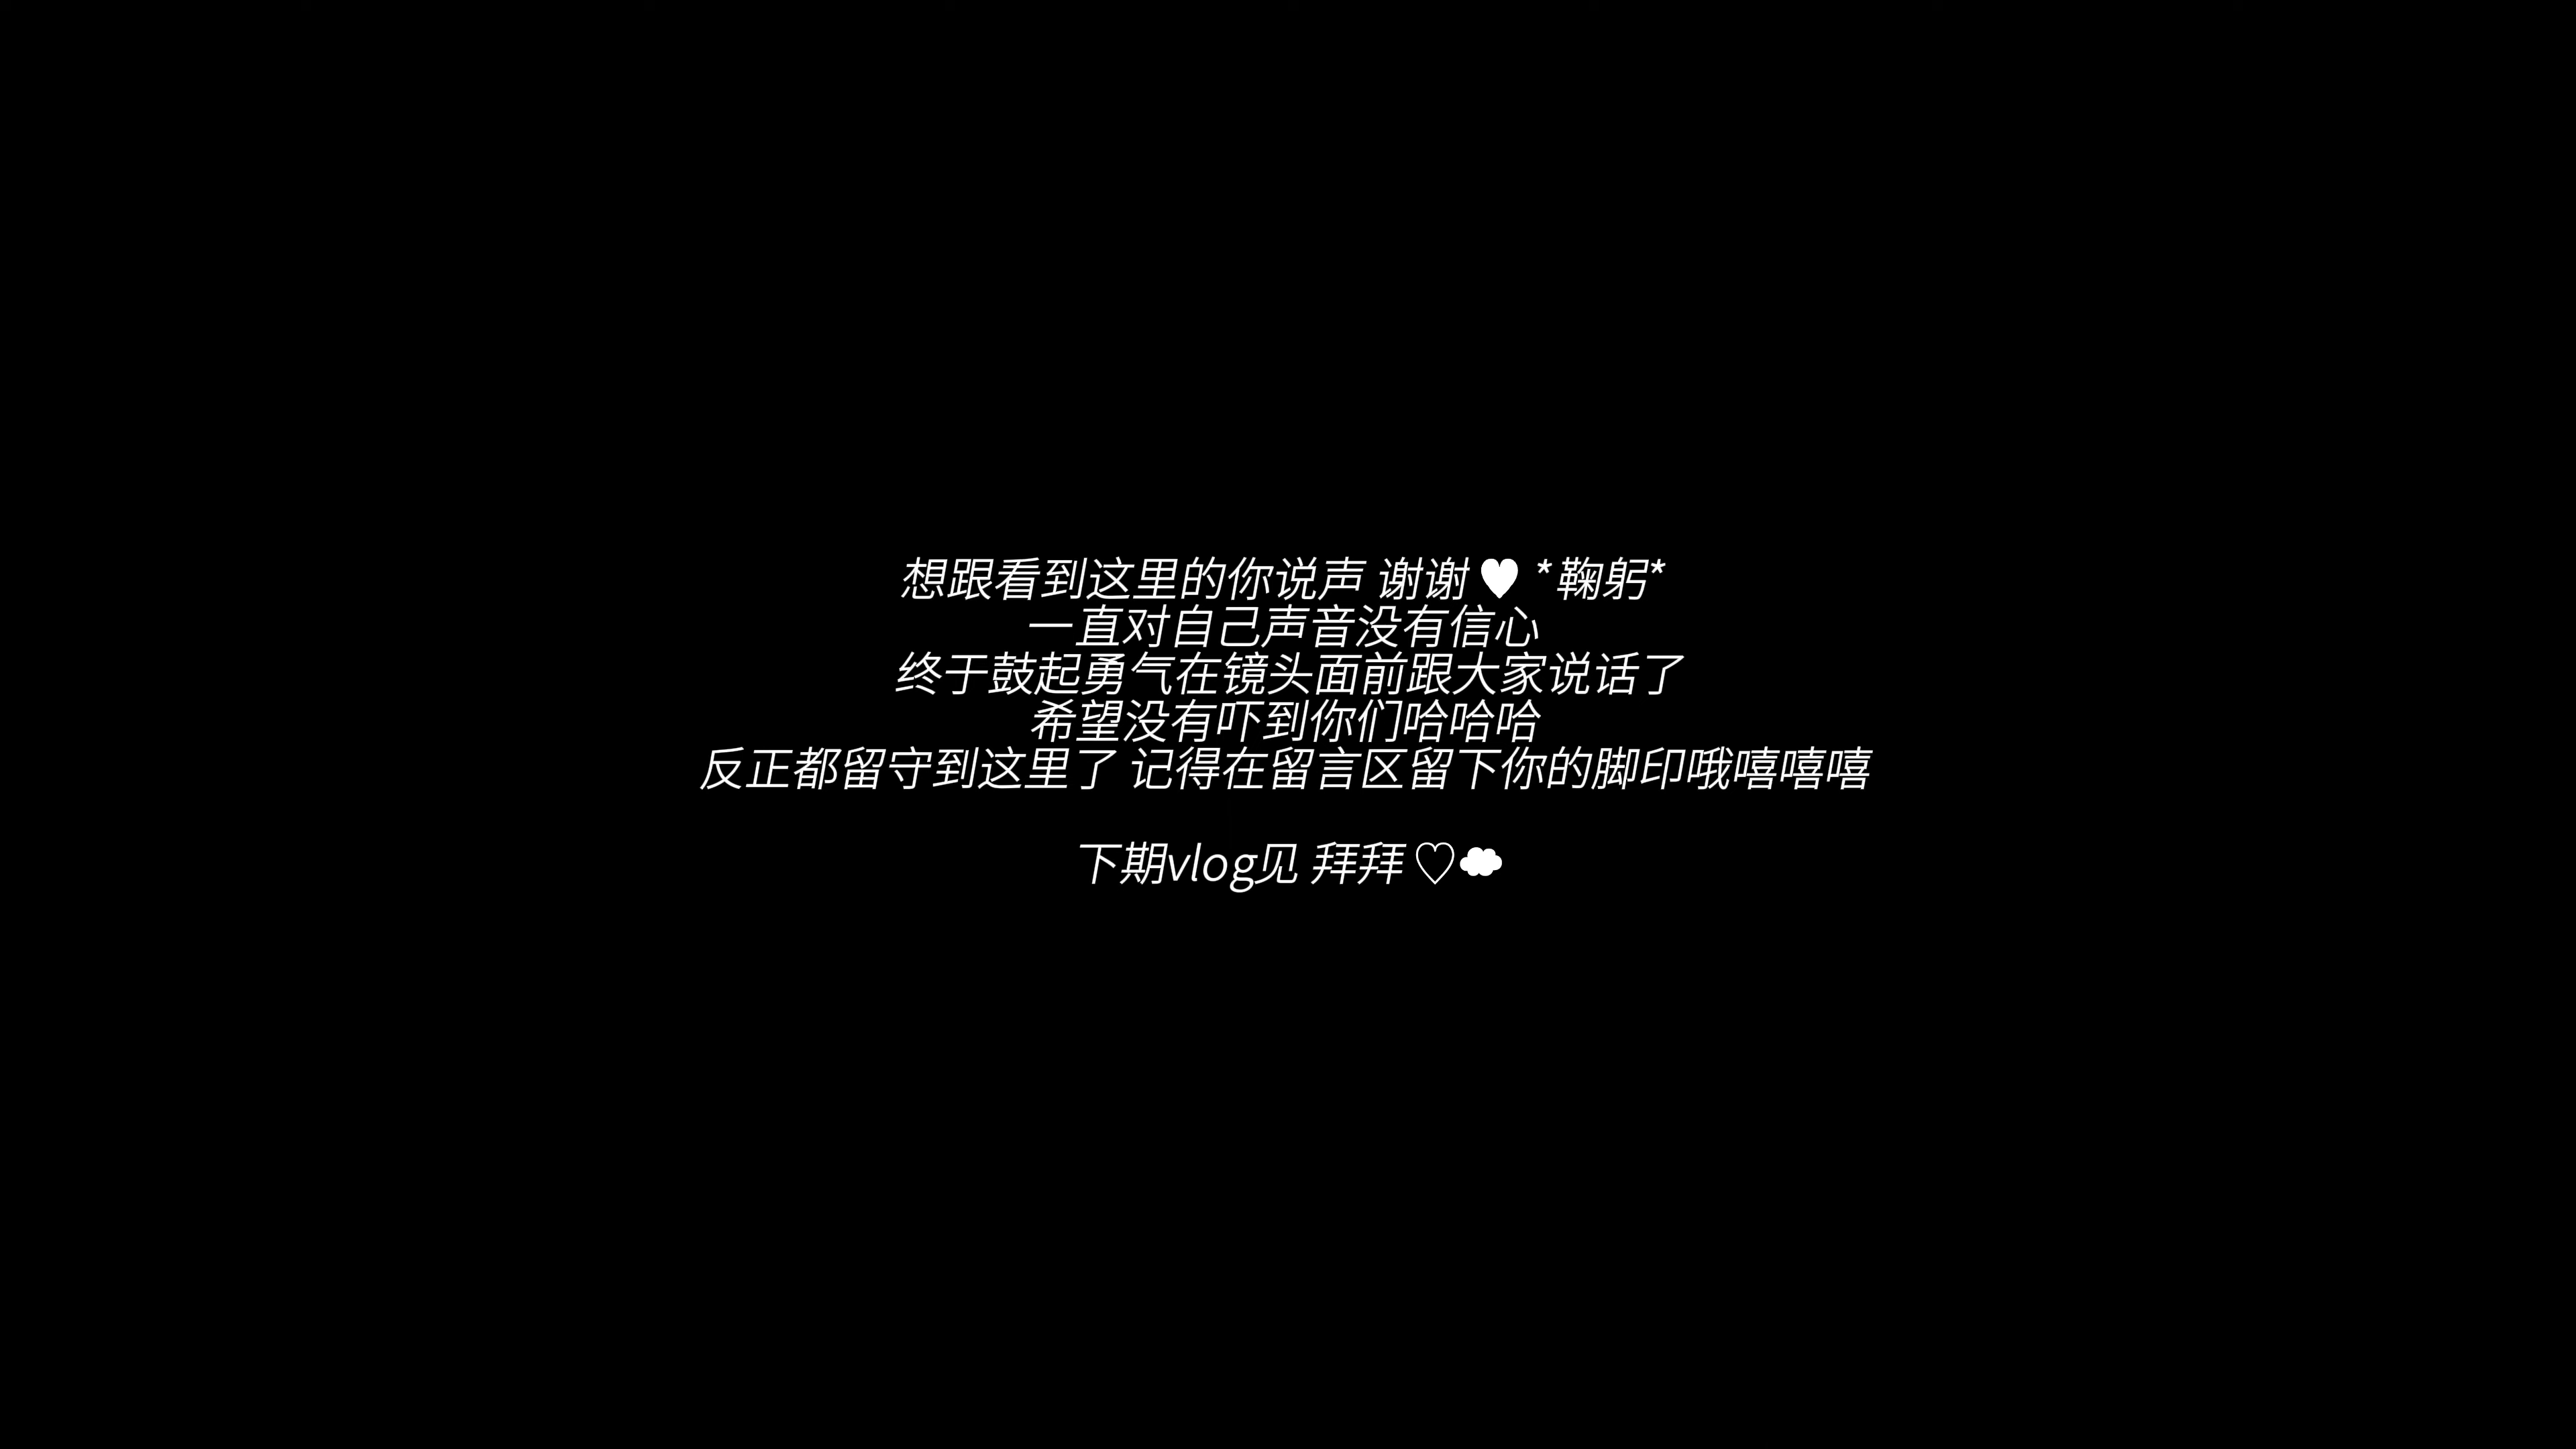 想跟看到这里的你说声 谢谢 ♥ *鞠躬*
一直对自己声音没有信心
终于鼓起勇气在镜头面前跟大家说话了
希望没有吓到你们哈哈哈
反正都留守到这里了 记得在留言区留下你的脚印哦嘻嘻嘻
下期vlog见 拜拜 ♡☁